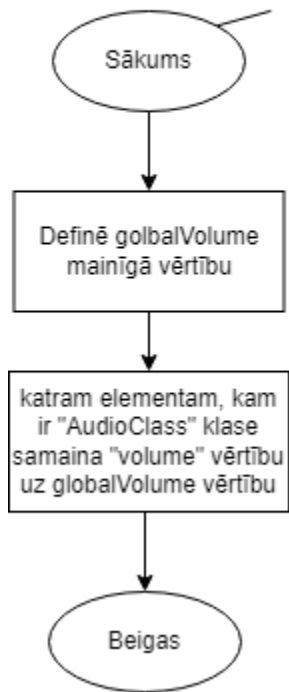 Sākums
Definē golbalVolume
mainīgā vērtību
katram elementam, kam
ir "AudioClass" klase
samaina "volume" vērtību
uz globalVolume vērtību
Beigas